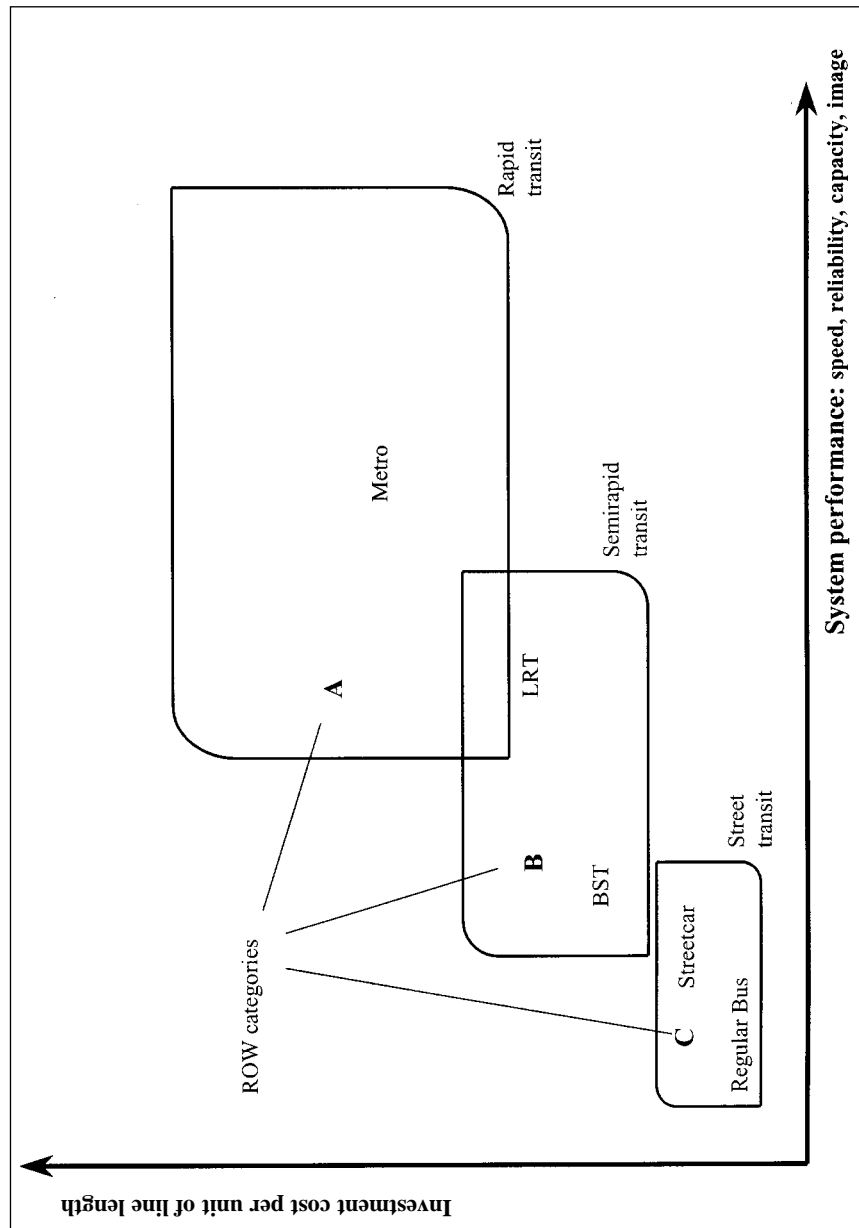 Investment cost per unit of line length
ROW categories
A
Metro
Rapid
transit
B
BST
LRT
Semirapid
transit
C
Streetcar
Regular Bus
Street
transit
System performance: speed, reliability, capacity, image